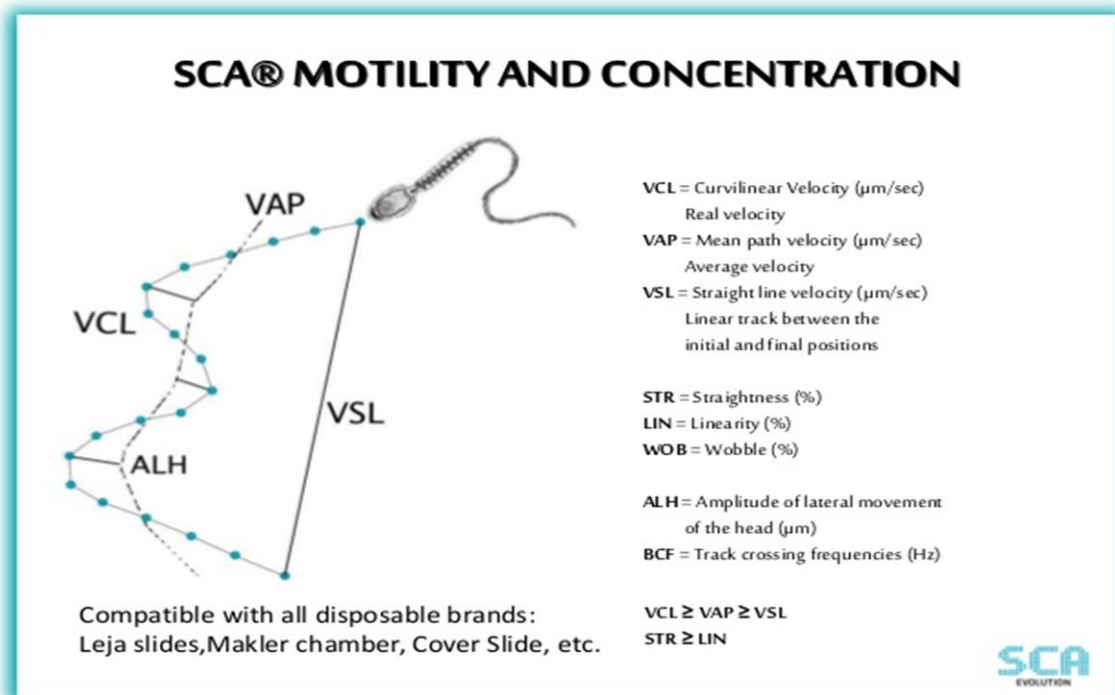 SCA® MOTILITY AND CONCENTRATION
VAP
VCL
VSL
ALH
VCL = Curvilinear Velocity (µm/sec)
Real velocity
VAP = Mean path velocity (µm/sec)
Average velocity
VSL = Straight line velocity (µm/sec)
Linear track between the
initial and final positions
STR = Straightness (%)
LIN = Linearity (%)
WOB = Wobble (%)
ALH = Amplitude of lateral movement
of the head (µm)
BCF = Track crossing frequencies (Hz)
VCL ≥ VAP ≥ VSL
STR ≥ LIN
Compatible with all disposable brands:
Leja slides,Makler chamber, Cover Slide, etc.
SCA
EVOLUTION